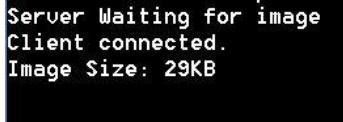 Server Waiting for image
Client connected.
Image Size: 29KB